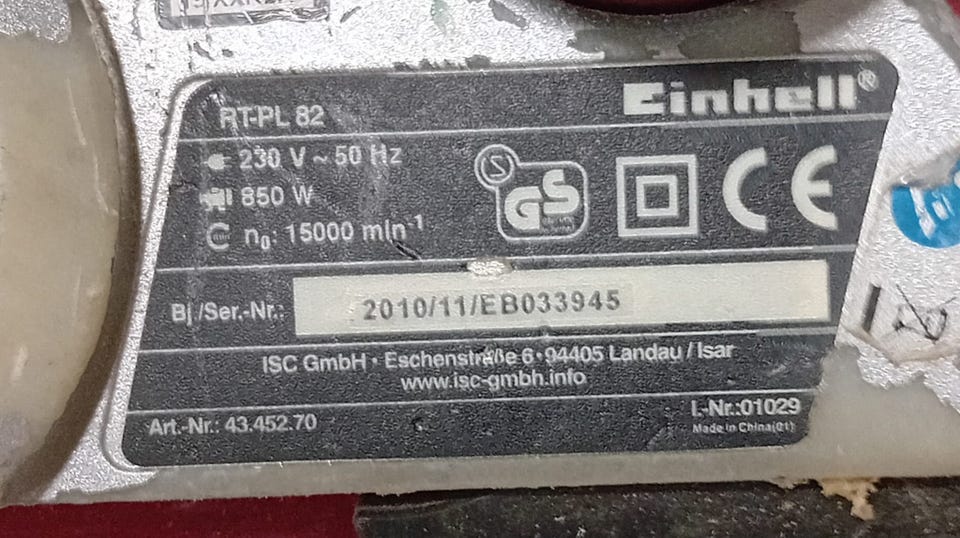 RT-PL 82
Einhell®
230 V ~ 50 Hz
850 W
n₀: 15000 min⁻¹
GS
CE
Bj./Ser.-Nr.: 2010/11/EB033945
ISC GmbH · Eschenstraße 6 · 94405 Landau / Isar
www.isc-gmbh.info
Art.-Nr.: 43.452.70
I.-Nr.:01029
Made in China(01)